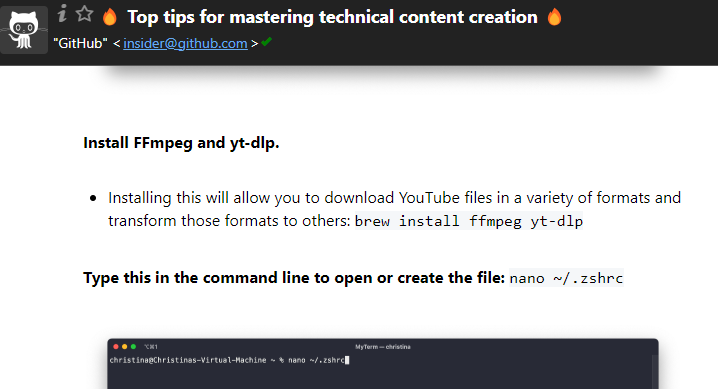 🔥 Top tips for mastering technical content creation 🔥
"GitHub" <insider@github.com>
Install FFmpeg and yt-dlp.
• Installing this will allow you to download YouTube files in a variety of formats and
transform those formats to others: brew install ffmpeg yt-dlp
Type this in the command line to open or create the file: nano ~/.zshrc
⌥⌘1
MyTerm — christina
christina@Christinas-Virtual-Machine ~ % nano ~/.zshrc